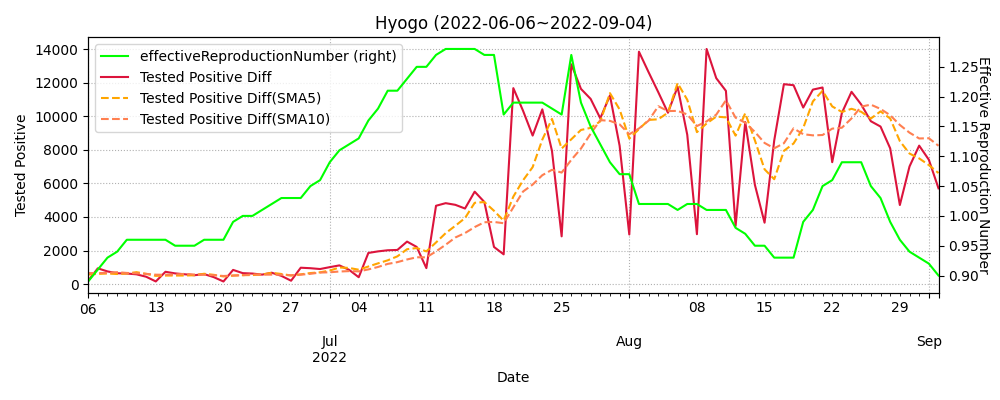 Hyogo (2022-06-06~2022-09-04)
effectiveReproductionNumber (right)
Tested Positive Diff
Tested Positive Diff(SMA5)
Tested Positive Diff(SMA10)
14000
12000
10000
8000
6000
4000
2000
0
Tested Positive
1.25
1.20
1.15
1.10
1.05
1.00
0.95
0.90
Effective Reproduction Number
06 13 20 27 04 11 18 25 08 15 22 29
Jul Aug Sep
2022
Date